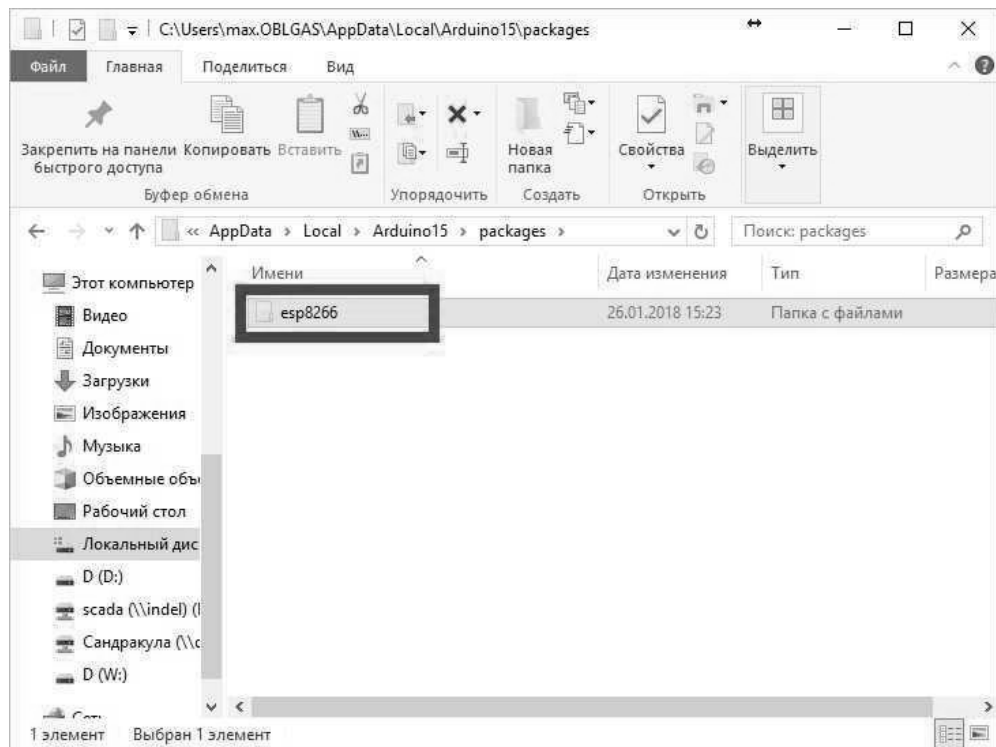 C:\Users\max.OBLGAS\AppData\Local\Arduino15\packages
Файл Главная Поделиться Вид
Закрепить на панели быстрого доступа
Копировать
Вставить
Новая папка
Свойства
Выделить
Буфер обмена
Упорядочить
Создать
Открыть
« AppData › Local › Arduino15 › packages ›
Поиск: packages
Имени
Дата изменения
Тип
Размера
esp8266
26.01.2018 15:23
Папка с файлами
Этот компьютер
Видео
Документы
Загрузки
Изображения
Музыка
Объемные объ
Рабочий стол
Локальный дис
D (D:)
scada (\\indel) (
Сандракула (\\
D (W:)
Сеть
1 элемент Выбран 1 элемент